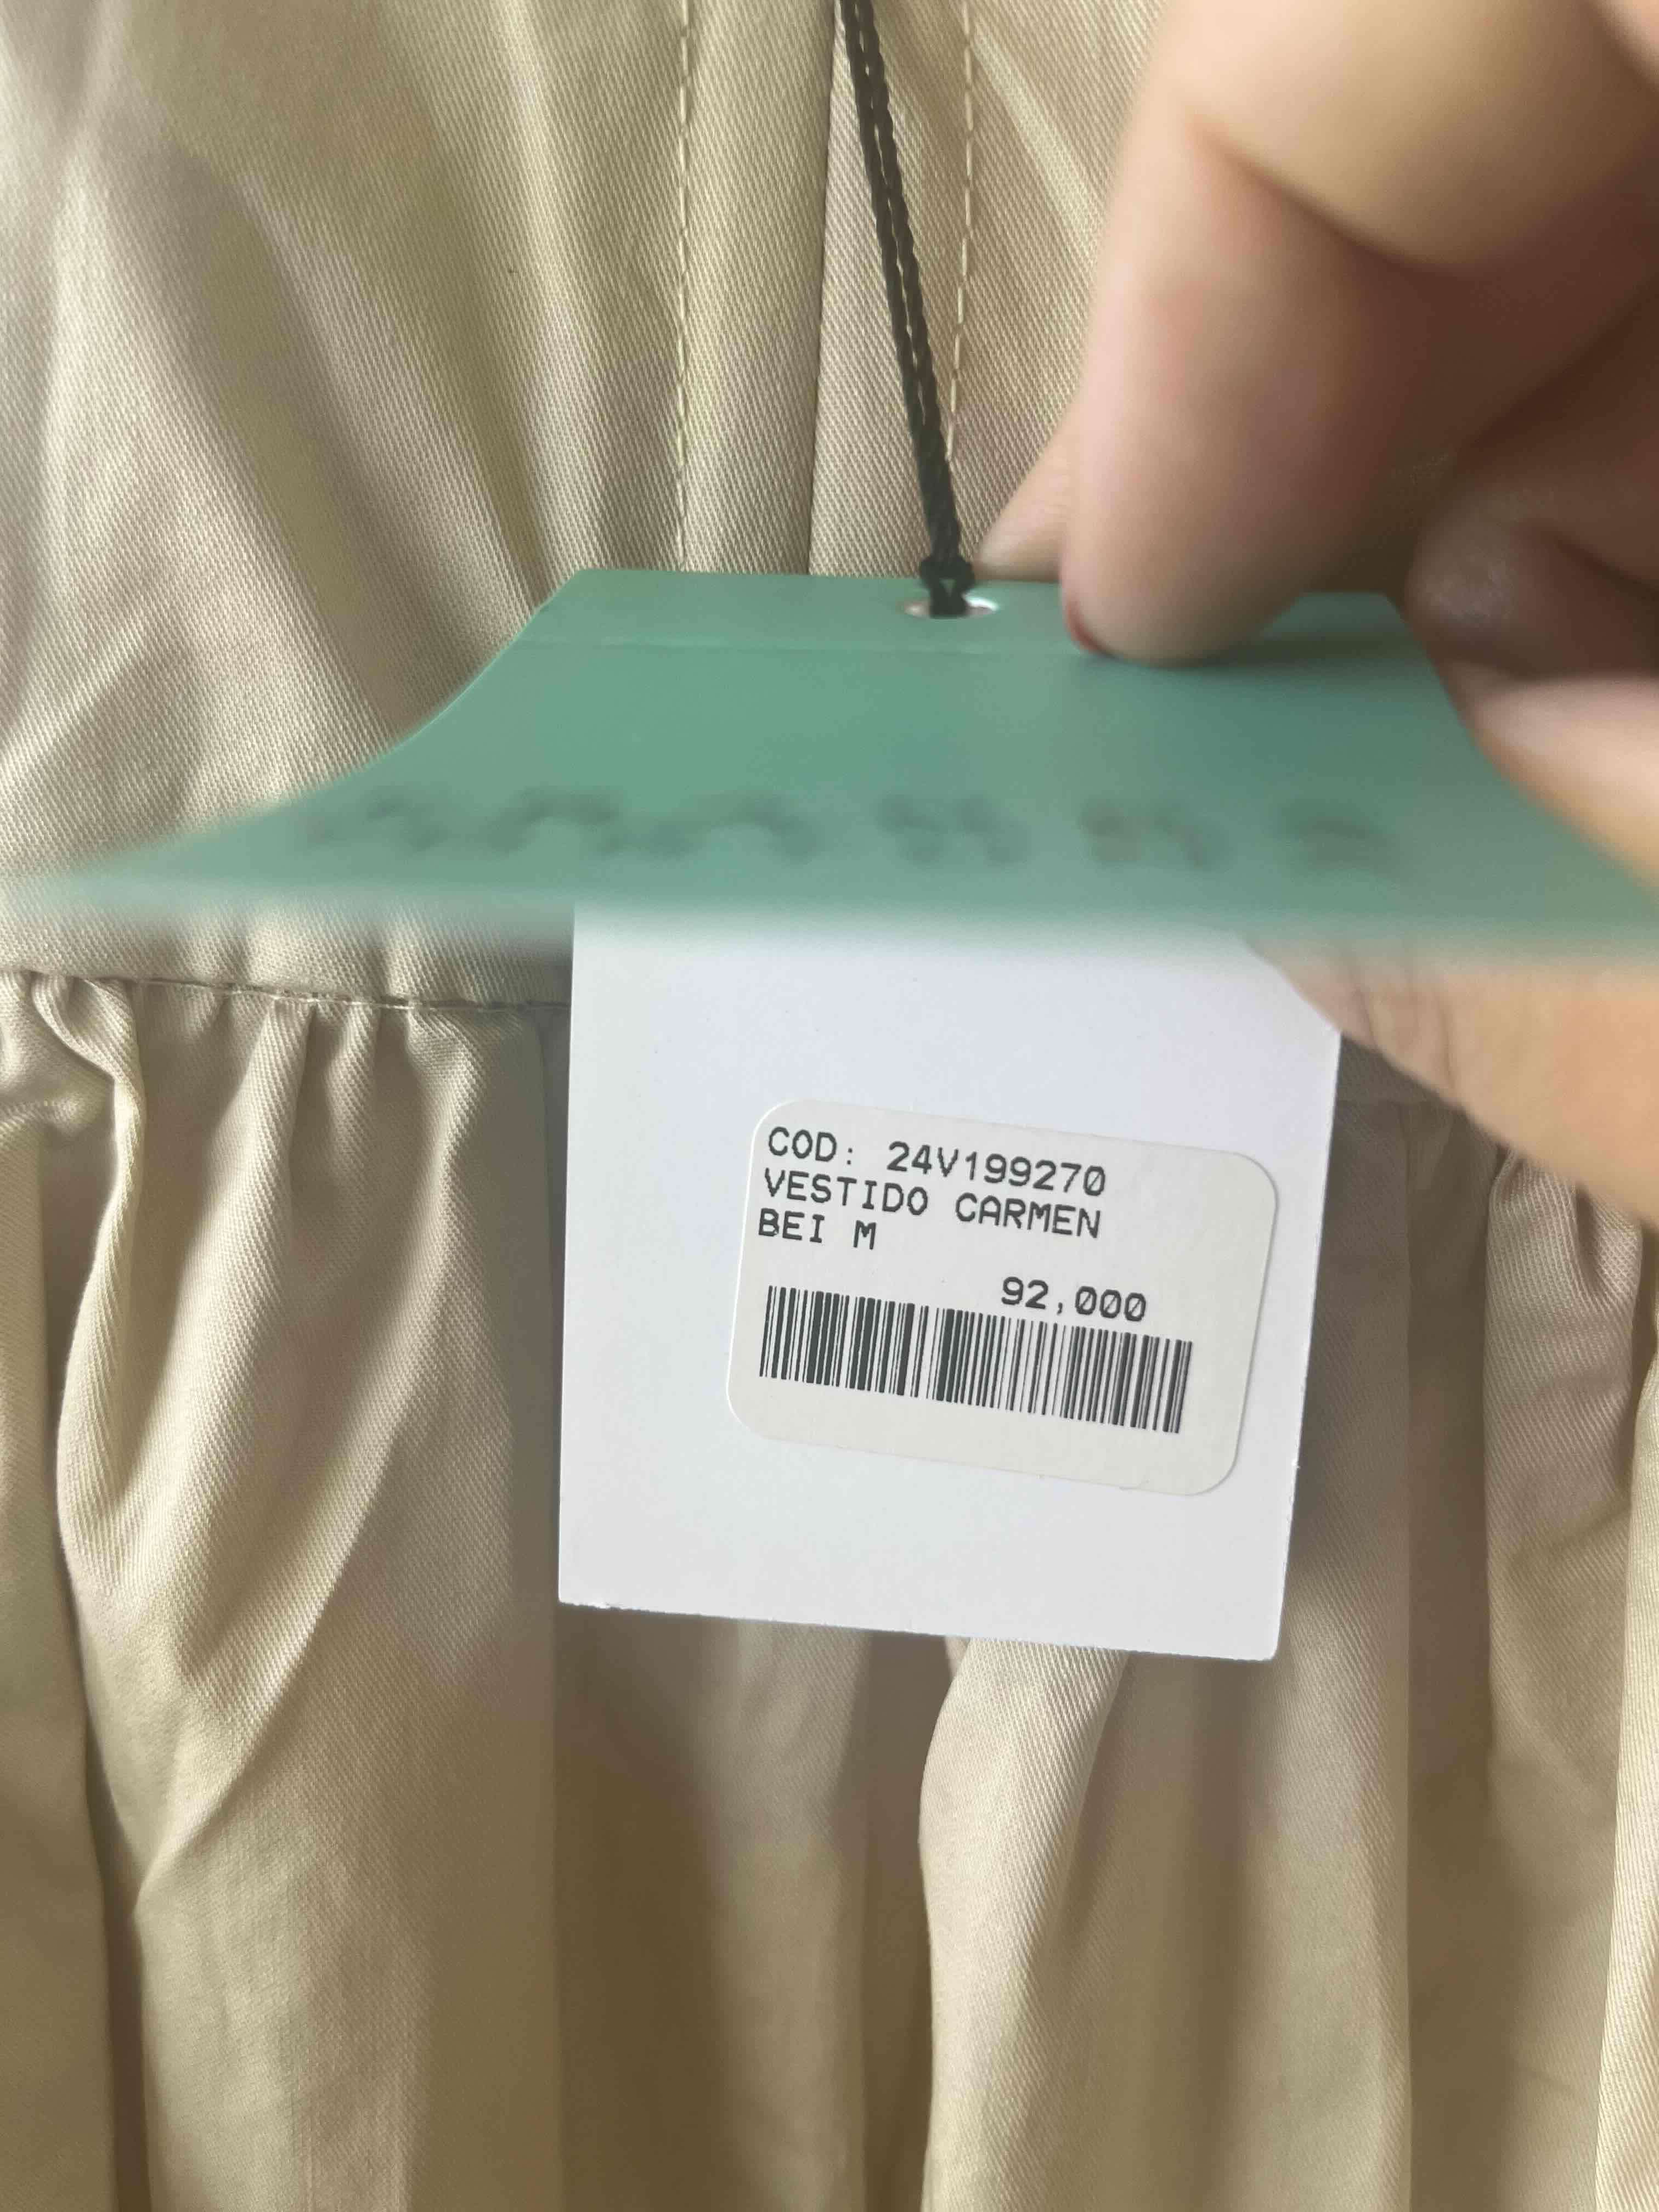 COD: 24V199270
VESTIDO CARMEN
BEI M
92,000